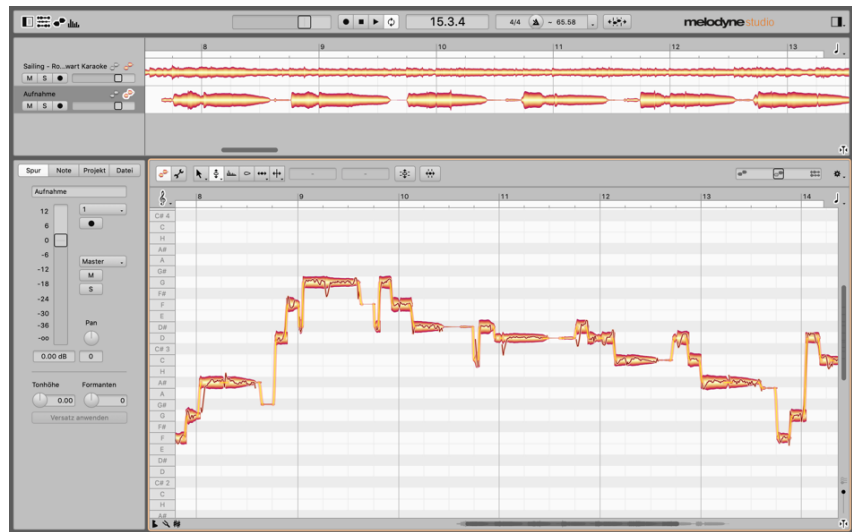 15.3.4
4/4 - 65.58
melodyne studio
8 9 10 11 12 13
Sailing - Ro...wart Karaoke
M S
Aufnahme
M S
Spur Note Projekt Datei
Aufnahme
12
6
0
-6
-12
-18
-24
-30
-36
-∞
1
Master
M
S
Pan
0.00 dB 0
Tonhöhe Formanten
0.00 0
Versatz anwenden
- -
8 9 10 11 12 13 14
C# 4
C
H
A#
A
G#
G
F#
F
E
D#
D
C# 3
C
H
A#
A
G#
G
F#
F
E
D#
D
C# 2
C
H
A#